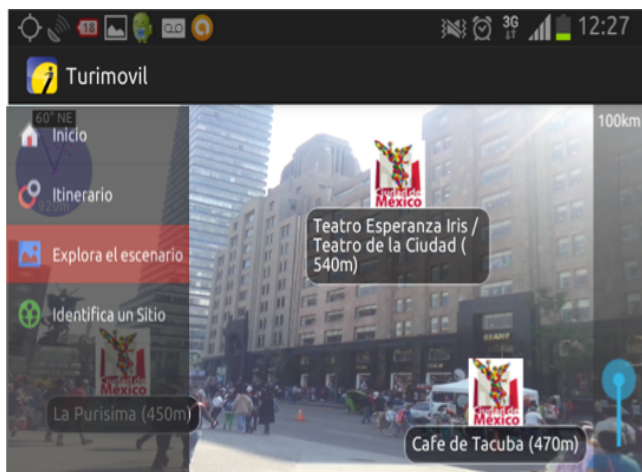 18
3G
12:27
Turimovil
60° NE
Inicio
920m
Itinerario
Explora el escenario
Identifica un Sitio
100km
Ciudad de
México
Teatro Esperanza Iris /
Teatro de la Ciudad (
540m)
Ciudad de
México
La Purisima (450m)
Ciudad de
México
Cafe de Tacuba (470m)